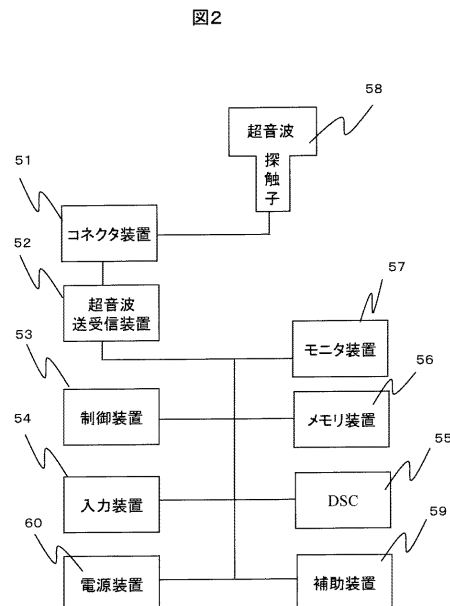 図2
58
超音波
探
触
子
51
コネクタ装置
52
超音波
送受信装置
57
モニタ装置
53
制御装置
56
メモリ装置
54
入力装置
55
DSC
60
電源装置
59
補助装置